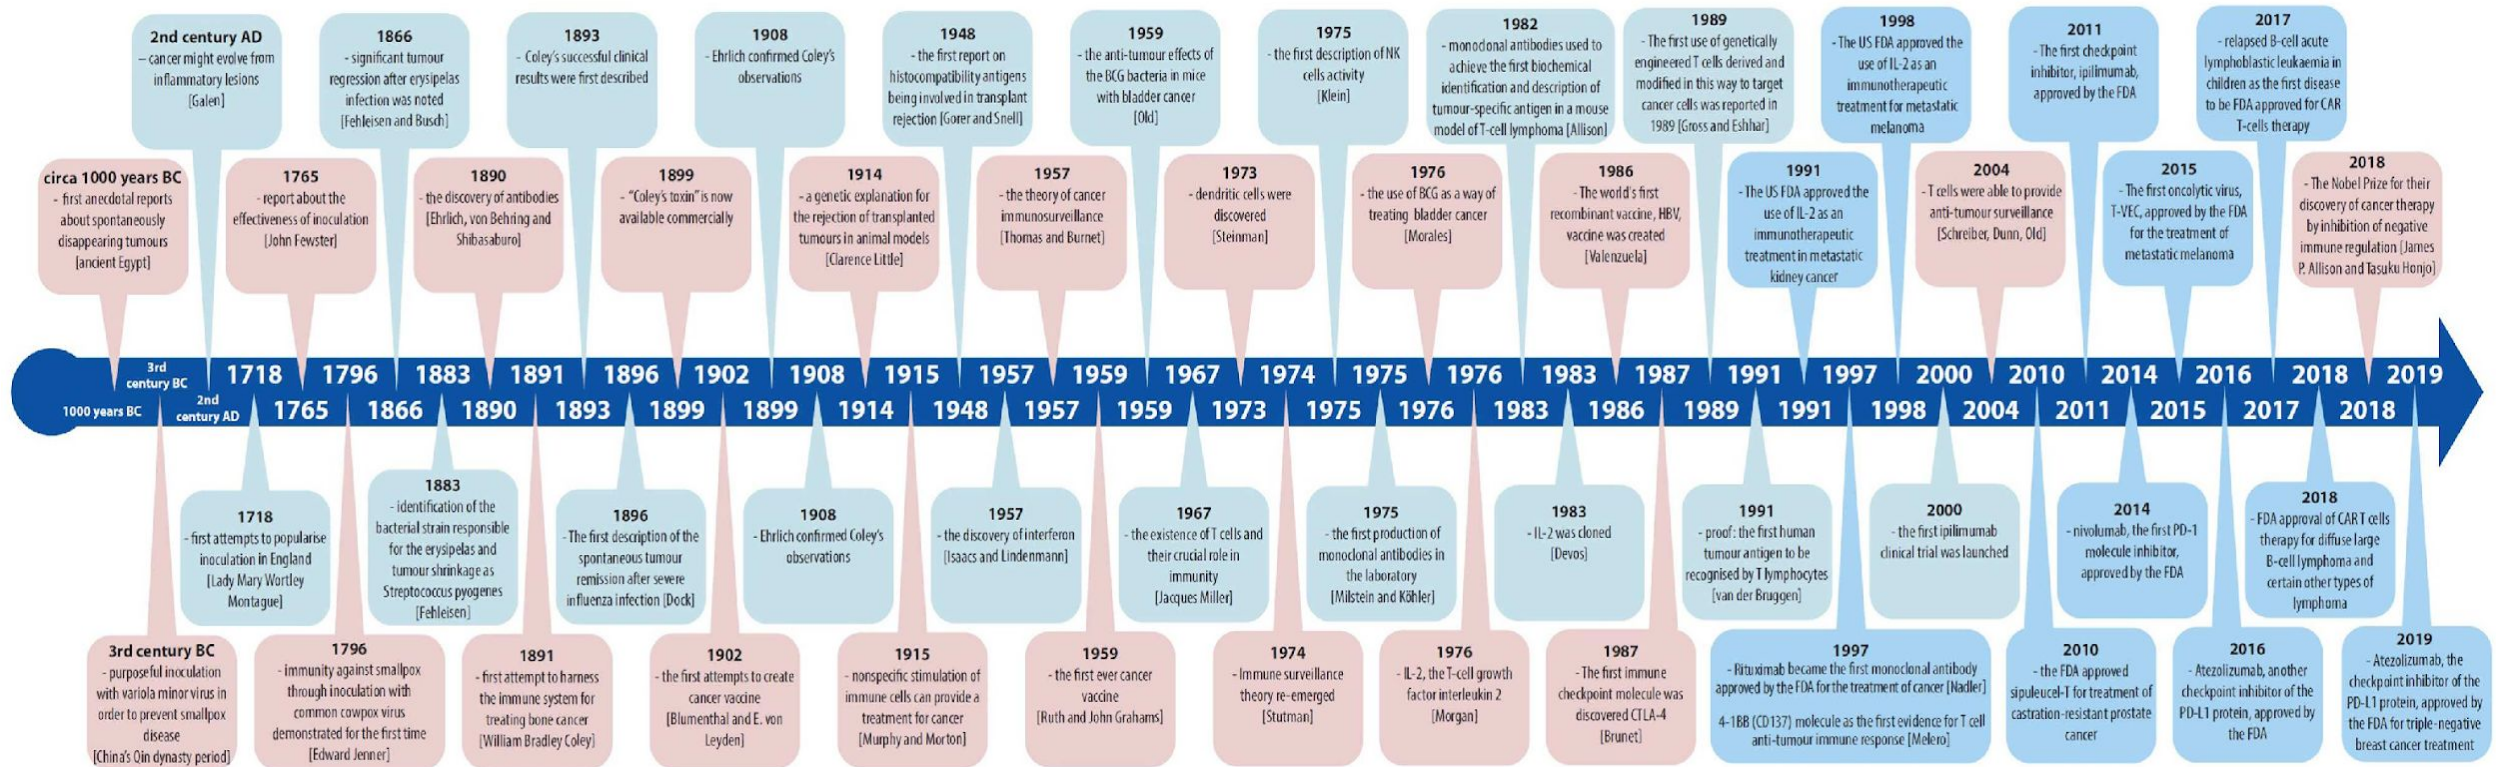 2nd century AD
– cancer might evolve from
inflammatory lesions
[Galen]
1866
- significant tumour
regression after erysipelas
infection was noted
[Fehleisen and Busch]
1893
- Coley's successful clinical
results were first described
1908
- Ehrlich confirmed Coley's
observations
1948
- the first report on
histocompatibility antigens
being involved in transplant
rejection [Gorer and Snell]
1959
- the anti-tumour effects of
the BCG bacteria in mice
with bladder cancer
[Old]
1975
- the first description of NK
cells activity
[Klein]
1982
- monoclonal antibodies used to
achieve the first biochemical
identification and description of
tumour-specific antigen in a mouse
model of T-cell lymphoma [Allison]
1989
- The first use of genetically
engineered T cells derived and
modified in this way to target
cancer cells was reported in
1989 [Gross and Eshhar]
1998
- The US FDA approved the
use of IL-2 as an
immunotherapeutic
treatment for metastatic
melanoma
2011
- The first checkpoint
inhibitor, ipilimumab,
approved by the FDA
2017
- relapsed B-cell acute
lymphoblastic leukaemia in
children as the first disease
to be FDA approved for CAR
T-cells therapy
circa 1000 years BC
- first anecdotal reports
about spontaneously
disappearing tumours
[ancient Egypt]
1765
- report about the
effectiveness of inoculation
[John Fewster]
1890
- the discovery of antibodies
[Ehrlich, von Behring and
Shibasaburo]
1899
- “Coley's toxin” is now
available commercially
1914
- a genetic explanation for
the rejection of transplanted
tumours in animal models
[Clarence Little]
1957
- the theory of cancer
immunosurveillance
[Thomas and Burnet]
1973
- dendritic cells were
discovered
[Steinman]
1976
- the use of BCG as a way of
treating bladder cancer
[Morales]
1986
- The world's first
recombinant vaccine, HBV,
vaccine was created
[Valenzuela]
1991
- The US FDA approved the
use of IL-2 as an
immunotherapeutic
treatment in metastatic
kidney cancer
2004
- T cells were able to provide
anti-tumour surveillance
[Schreiber, Dunn, Old]
2015
- The first oncolytic virus,
T-VEC, approved by the FDA
for the treatment of
metastatic melanoma
2018
- The Nobel Prize for their
discovery of cancer therapy
by inhibition of negative
immune regulation [James
P. Allison and Tasuku Honjo]
3rd
century BC
1718 1796 1883 1891 1896 1902 1908 1915 1957 1959 1967 1974 1975 1976 1983 1987 1991 1997 2000 2010 2014 2016 2018 2019
1000 years BC
2nd
century AD
1765 1866 1890 1893 1899 1899 1914 1948 1957 1959 1973 1975 1976 1983 1986 1989 1991 1998 2004 2011 2015 2017 2018
1718
- first attempts to popularise
inoculation in England
[Lady Mary Wortley
Montague]
1883
- identification of the
bacterial strain responsible
for the erysipelas and
tumour shrinkage as
Streptococcus pyogenes
[Fehleisen]
1896
- The first description of the
spontaneous tumour
remission after severe
influenza infection [Dock]
1908
- Ehrlich confirmed Coley's
observations
1957
- the discovery of interferon
[Isaacs and Lindenmann]
1967
- the existence of T cells and
their crucial role in
immunity
[Jacques Miller]
1975
- the first production of
monoclonal antibodies in
the laboratory
[Milstein and Köhler]
1983
- IL-2 was cloned
[Devos]
1991
- proof: the first human
tumour antigen to be
recognised by T lymphocytes
[van der Bruggen]
2000
- the first ipilimumab
clinical trial was launched
2014
- nivolumab, the first PD-1
molecule inhibitor,
approved by the FDA
2018
- FDA approval of CAR T cells
therapy for diffuse large
B-cell lymphoma and
certain other types of
lymphoma
3rd century BC
- purposeful inoculation
with variola minor virus in
order to prevent smallpox
disease
[China's Qin dynasty period]
1796
- immunity against smallpox
through inoculation with
common cowpox virus
demonstrated for the first time
[Edward Jenner]
1891
- first attempt to harness
the immune system for
treating bone cancer
[William Bradley Coley]
1902
- the first attempts to create
cancer vaccine
[Blumenthal and E. von
Leyden]
1915
- nonspecific stimulation of
immune cells can provide a
treatment for cancer
[Murphy and Morton]
1959
- the first ever cancer
vaccine
[Ruth and John Grahams]
1974
- Immune surveillance
theory re-emerged
[Stutman]
1976
- IL-2, the T-cell growth
factor interleukin 2
[Morgan]
1987
- The first immune
checkpoint molecule was
discovered CTLA-4
[Brunet]
1997
- Rituximab became the first monoclonal antibody
approved by the FDA for the treatment of cancer [Nadler]
4-1BB (CD137) molecule as the first evidence for T cell
anti-tumour immune response [Melero]
2010
- the FDA approved
sipuleucel-T for treatment of
castration-resistant prostate
cancer
2016
- Atezolizumab, another
checkpoint inhibitor of the
PD-L1 protein, approved by
the FDA
2019
- Atezolizumab, the
checkpoint inhibitor of the
PD-L1 protein, approved by
the FDA for triple-negative
breast cancer treatment